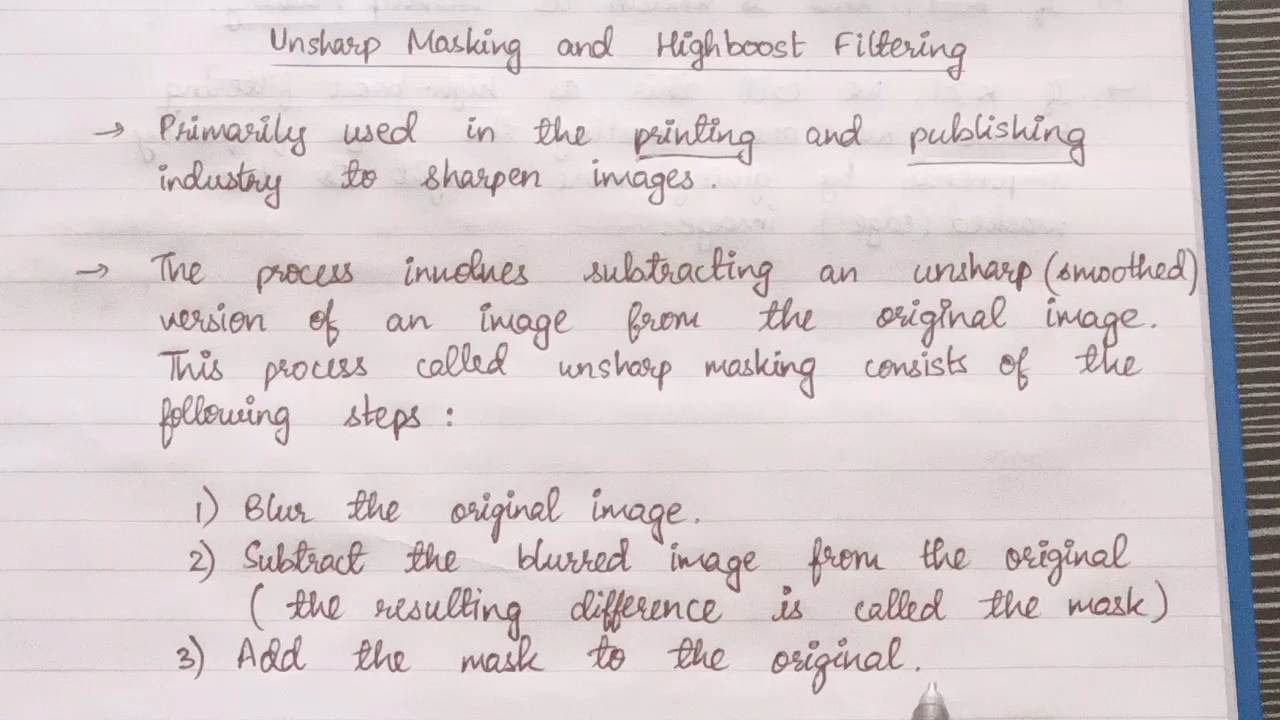 Unsharp Masking and Highboost Filtering
→ Primarily used in the printing and publishing
industry to sharpen images.
→ The process involves subtracting an unsharp (smoothed)
version of an image from the original image.
This process called unsharp masking consists of the
following steps :
1) Blur the original image.
2) Subtract the blurred image from the original
( the resulting difference is called the mask )
3) Add the mask to the original.